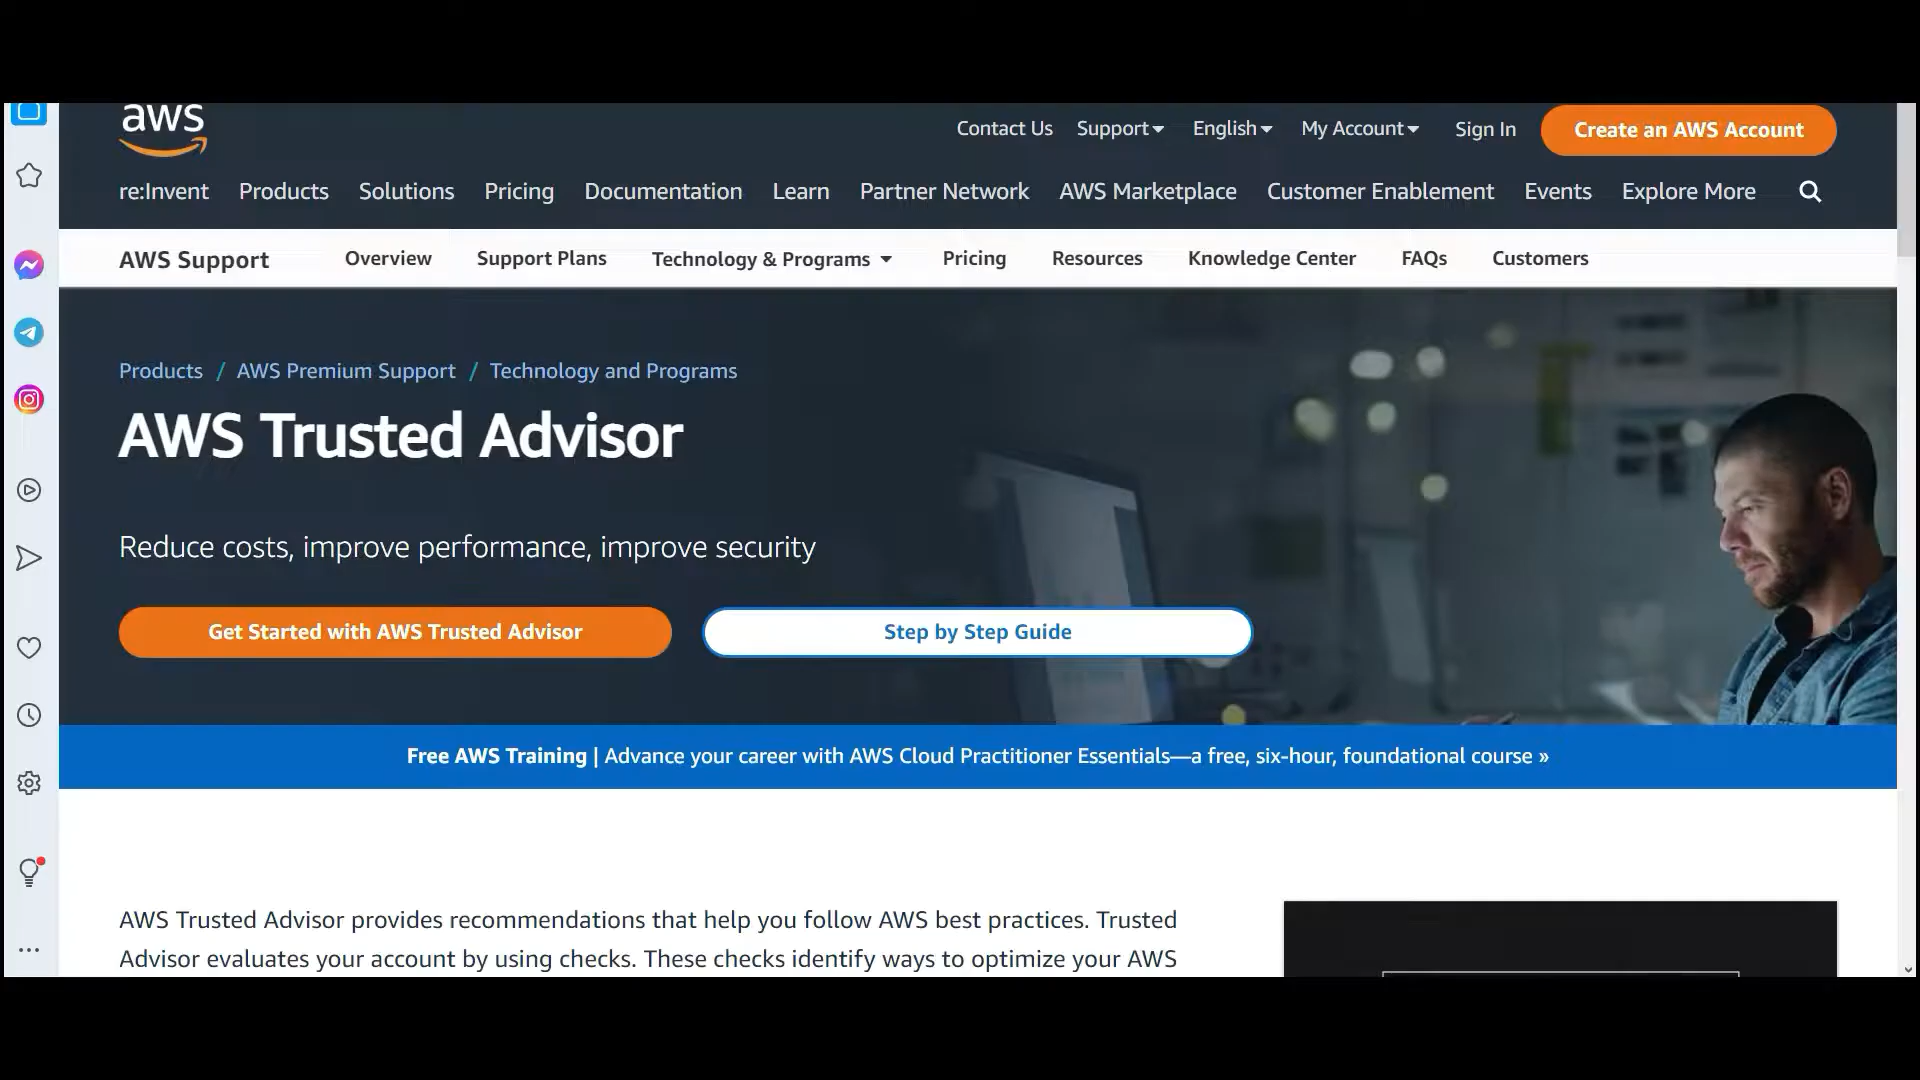 aws
Contact Us Support English My Account Sign In Create an AWS Account
re:Invent Products Solutions Pricing Documentation Learn Partner Network AWS Marketplace Customer Enablement Events Explore More
AWS Support Overview Support Plans Technology & Programs Pricing Resources Knowledge Center FAQs Customers
Products / AWS Premium Support / Technology and Programs
AWS Trusted Advisor
Reduce costs, improve performance, improve security
Get Started with AWS Trusted Advisor Step by Step Guide
Free AWS Training | Advance your career with AWS Cloud Practitioner Essentials—a free, six-hour, foundational course »
AWS Trusted Advisor provides recommendations that help you follow AWS best practices. Trusted
Advisor evaluates your account by using checks. These checks identify ways to optimize your AWS